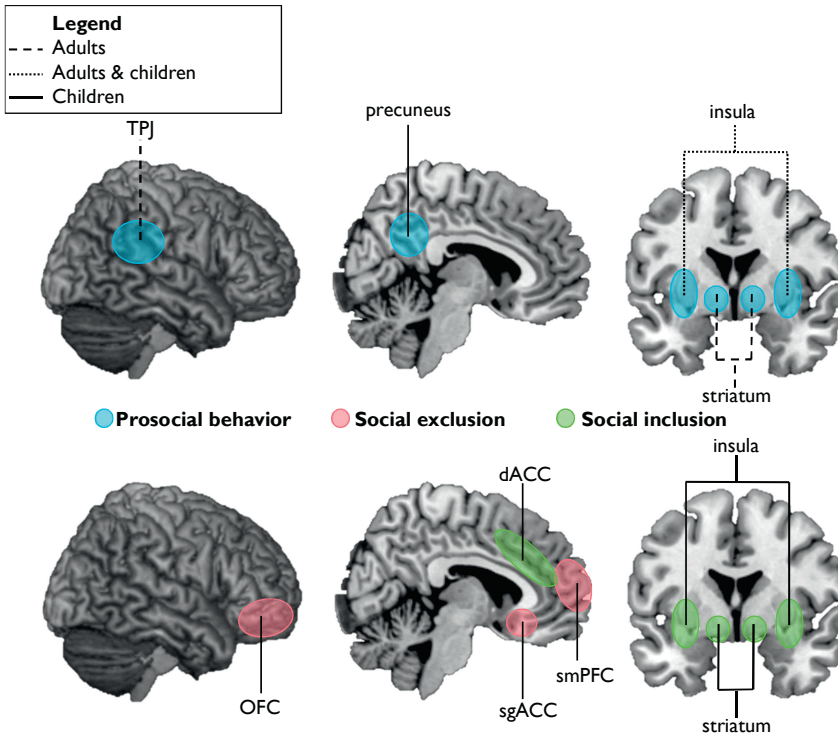 Legend
Adults
Adults & children
Children
TPJ
precuneus
insula
striatum
Prosocial behavior
Social exclusion
Social inclusion
insula
dACC
OFC
sgACC
smPFC
striatum